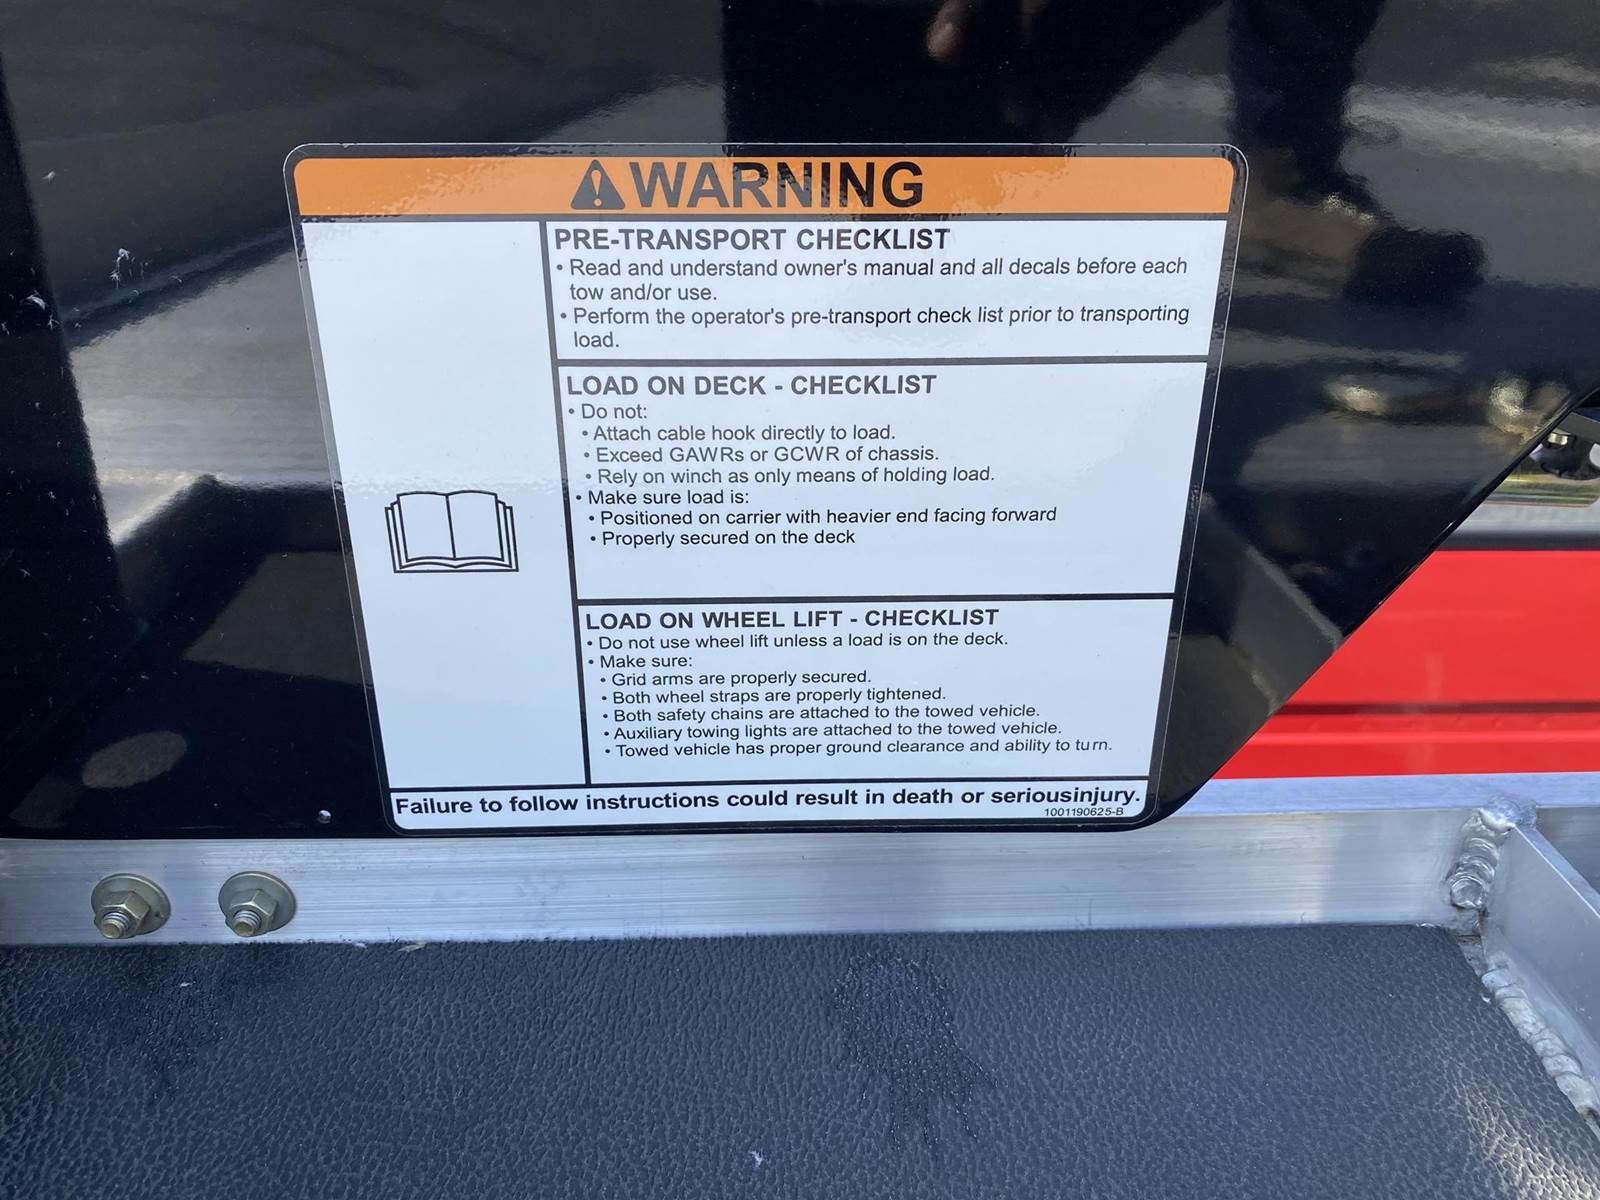 WARNING
PRE-TRANSPORT CHECKLIST
• Read and understand owner's manual and all decals before each
tow and/or use.
• Perform the operator's pre-transport check list prior to transporting
load.
LOAD ON DECK - CHECKLIST
• Do not:
• Attach cable hook directly to load.
• Exceed GAWRs or GCWR of chassis.
• Rely on winch as only means of holding load.
• Make sure load is:
• Positioned on carrier with heavier end facing forward
• Properly secured on the deck
LOAD ON WHEEL LIFT - CHECKLIST
• Do not use wheel lift unless a load is on the deck.
• Make sure:
• Grid arms are properly secured.
• Both wheel straps are properly tightened.
• Both safety chains are attached to the towed vehicle.
• Auxiliary towing lights are attached to the towed vehicle.
• Towed vehicle has proper ground clearance and ability to turn.
Failure to follow instructions could result in death or seriousinjury.
1001190625-B